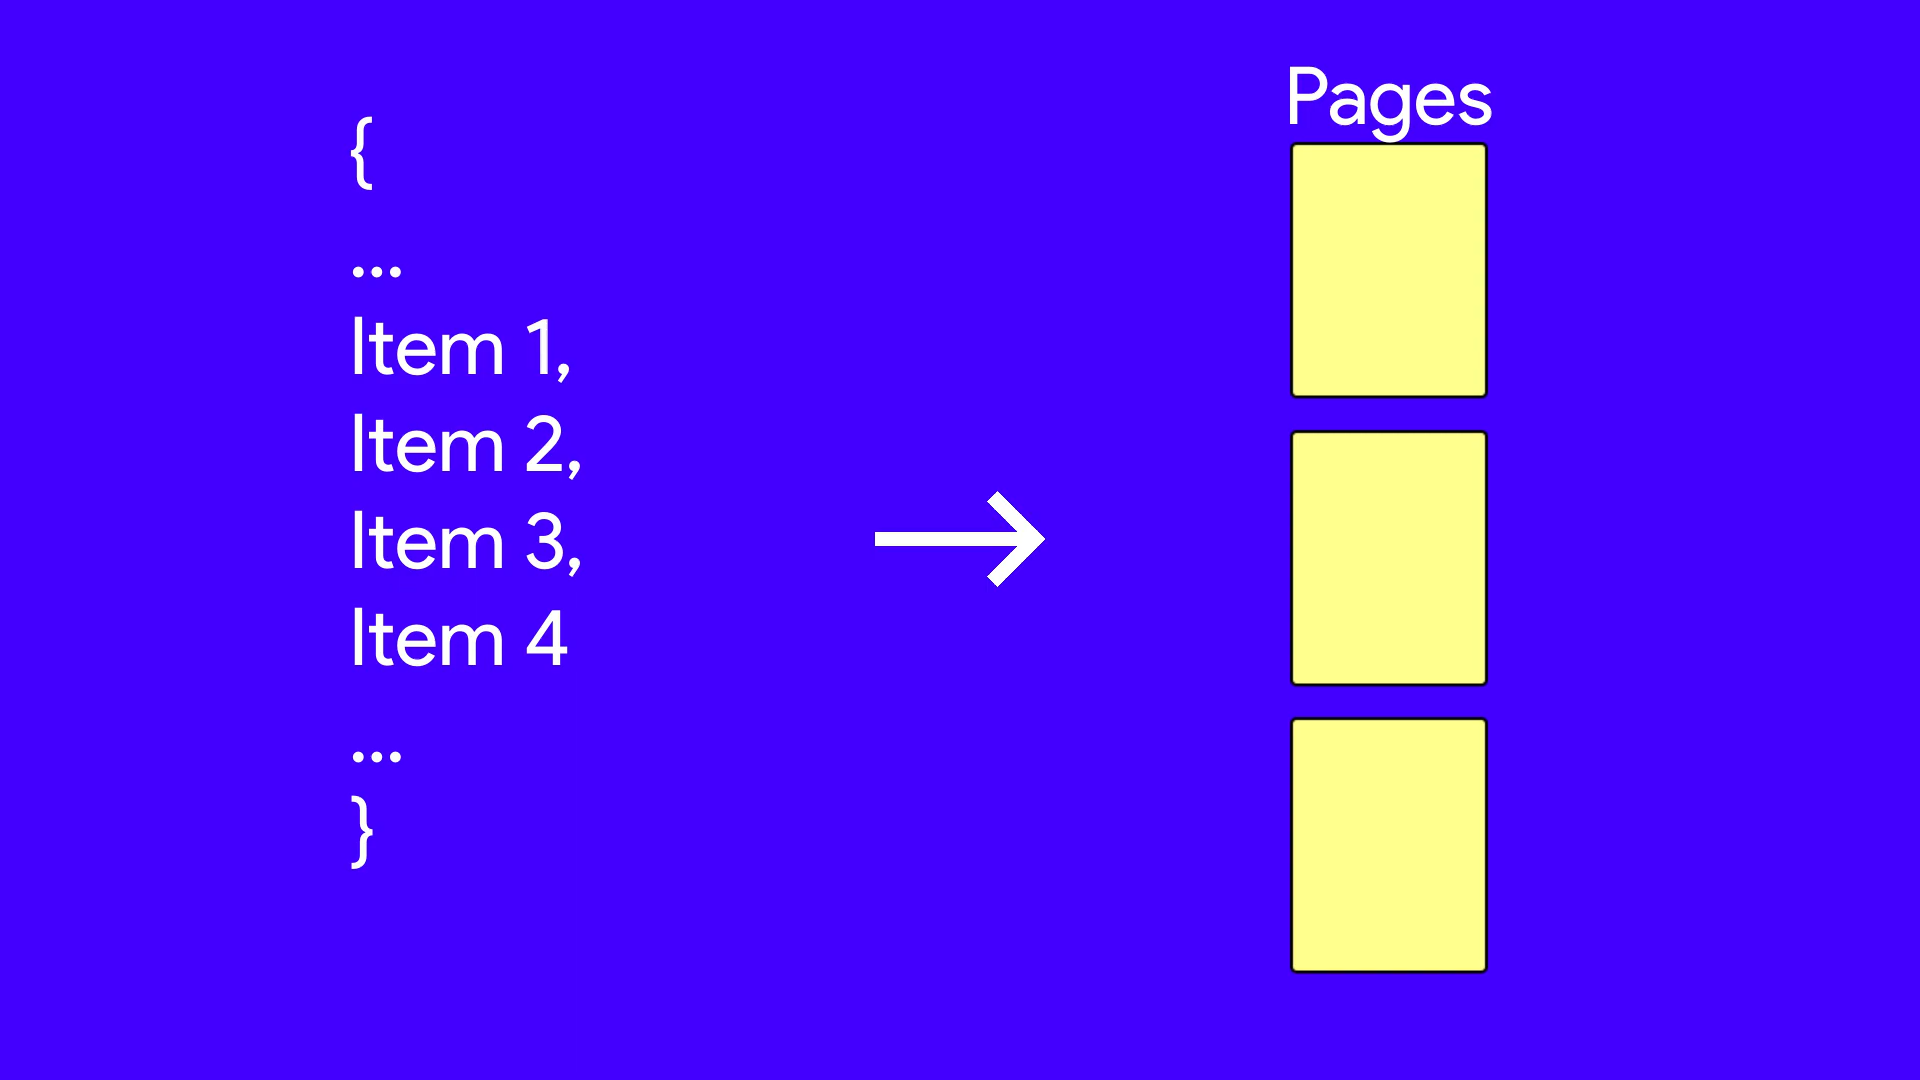 {
...
Item 1,
Item 2,
Item 3,
Item 4
...
}
Pages